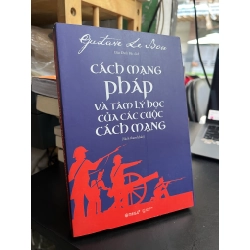 Gustave Le Bon
CÁCH MẠNG
PHÁP
VÀ TÂM LÝ HỌC
CỦA CÁC CUỘC
CÁCH MẠNG